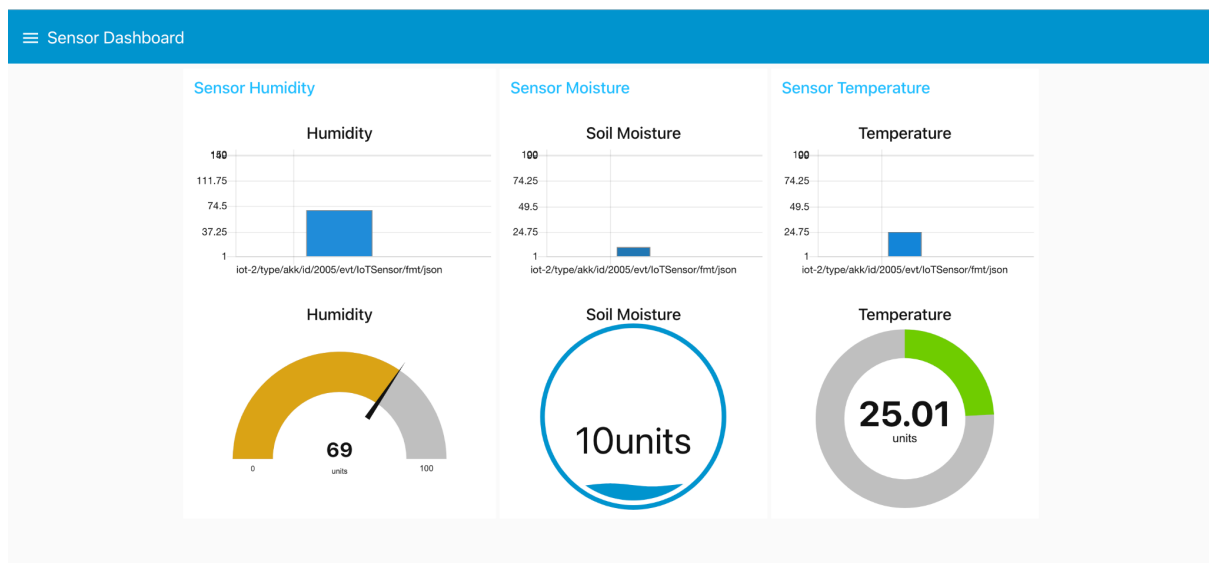 Sensor Dashboard
Sensor Humidity
Humidity
111.75
74.5
37.25
1
iot-2/type/akk/id/2005/evt/IoTSensor/fmt/json
Humidity
69
units
0
100
Sensor Moisture
Soil Moisture
74.25
49.5
24.75
1
iot-2/type/akk/id/2005/evt/IoTSensor/fmt/json
Soil Moisture
10units
Sensor Temperature
Temperature
74.25
49.5
24.75
1
iot-2/type/akk/id/2005/evt/IoTSensor/fmt/json
Temperature
25.01
units